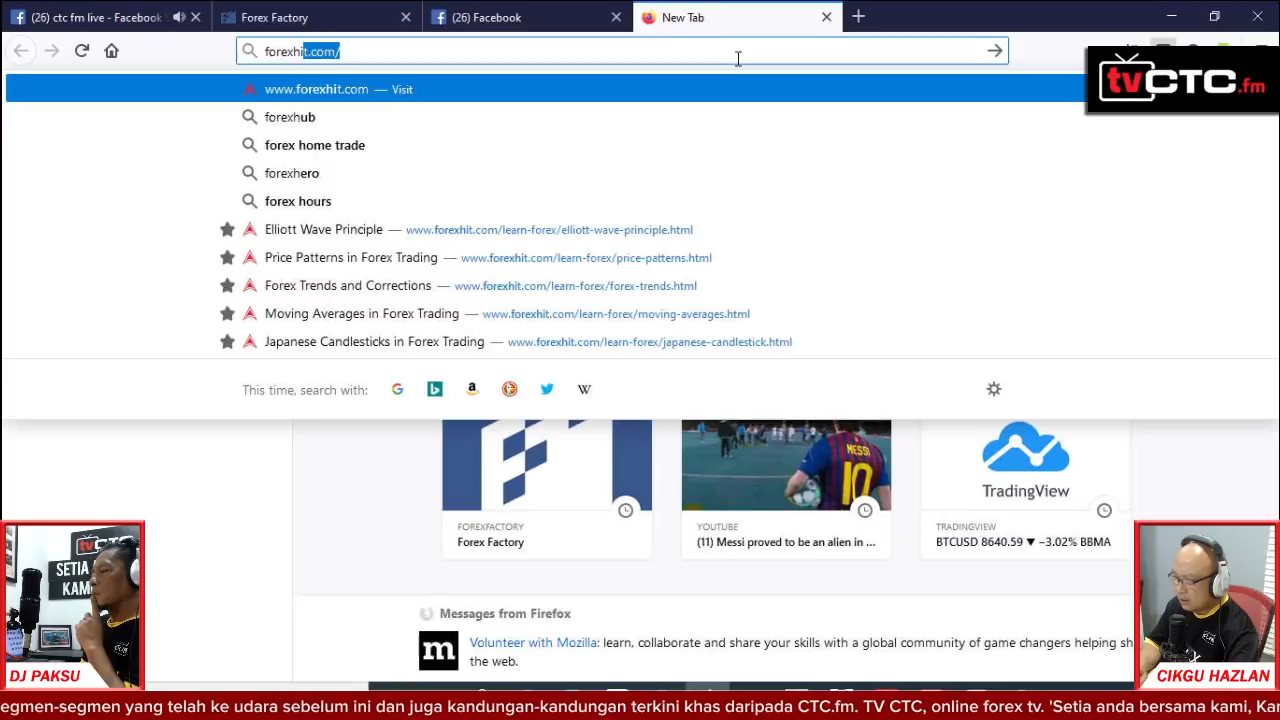 (26) ctc fm live - Facebook
Forex Factory
(26) Facebook
New Tab
forexhit.com/
www.forexhit.com — Visit
tvCTC.fm
forexhub
forex home trade
forexhero
forex hours
Elliott Wave Principle — www.forexhit.com/learn-forex/elliott-wave-principle.html
Price Patterns in Forex Trading — www.forexhit.com/learn-forex/price-patterns.html
Forex Trends and Corrections — www.forexhit.com/learn-forex/forex-trends.html
Moving Averages in Forex Trading — www.forexhit.com/learn-forex/moving-averages.html
Japanese Candlesticks in Forex Trading — www.forexhit.com/learn-forex/japanese-candlestick.html
This time, search with:
MESSI
10
TradingView
FOREXFACTORY
Forex Factory
YOUTUBE
(11) Messi proved to be an alien in ...
TRADINGVIEW
BTCUSD 8640.59 ▼ −3.02% BBMA
Messages from Firefox
Volunteer with Mozilla: learn, collaborate and share your skills with a global community of game changers helping
the web.
m
tvCTC
SETIA
KAM
DJ PAKSU
CIKGU HAZLAN
egmen-segmen yang telah ke udara sebelum ini dan juga kandungan-kandungan terkini khas daripada CTC.fm. TV CTC, online forex tv. 'Setia anda bersama kami, Kam